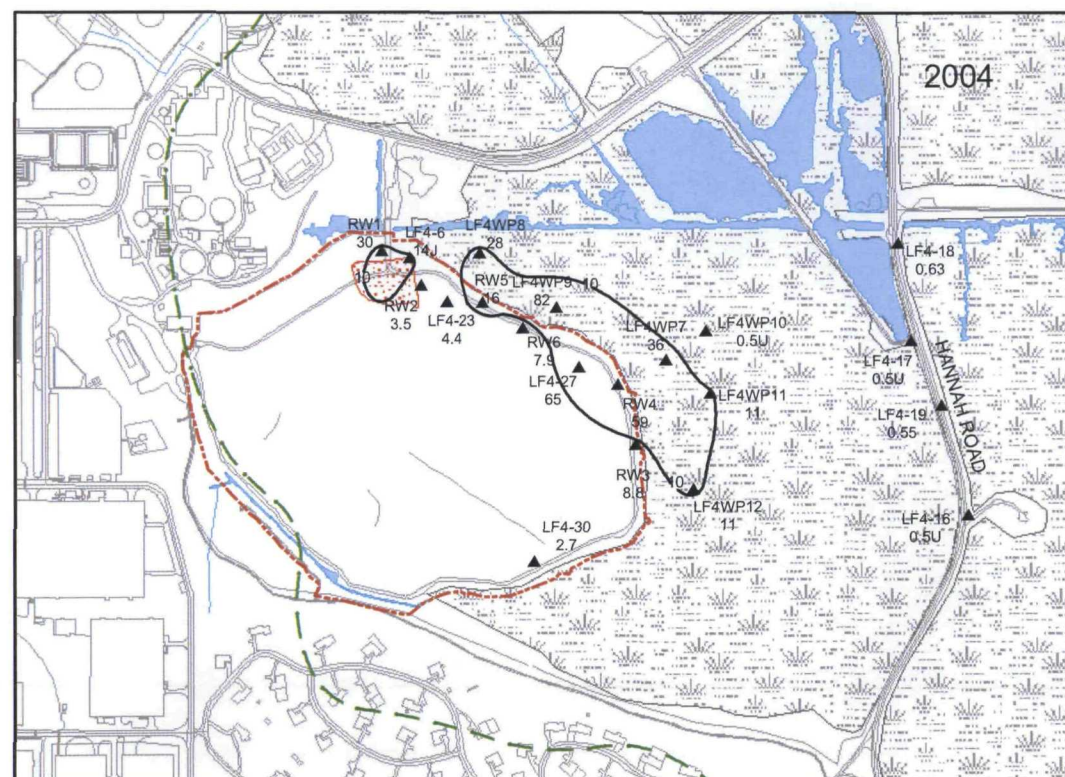 2004
RW1
30
LF4-6
14J
10
RW2
3.5
LF4-23
4.4
LF4WP8
28
RW5
16
LF4WP9
82
10
RW6
7.9
LF4-27
65
LF4WP7
36
LF4WP10
0.5U
LF4WP11
11
RW4
59
RW3
8.8
10
LF4WP12
11
LF4-30
2.7
LF4-18
0.63
LF4-17
0.5U
LF4-19
0.55
HANNAH ROAD
LF4-16
0.5U